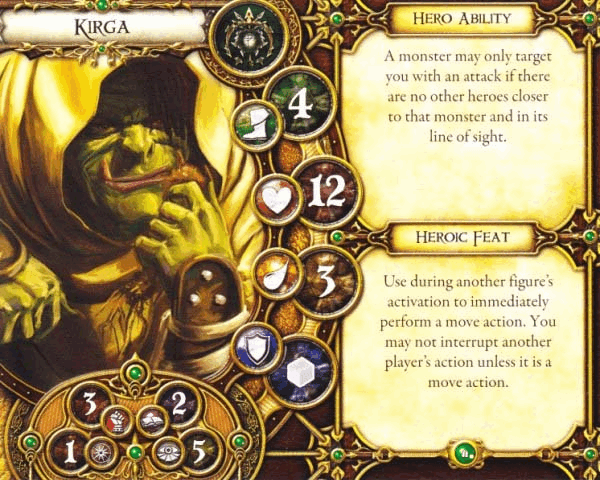 Kirga
4
12
3
3
2
1
5
Hero Ability
A monster may only target
you with an attack if there
are no other heroes closer
to that monster and in its
line of sight.
Heroic Feat
Use during another figure's
activation to immediately
perform a move action. You
may not interrupt another
player's action unless it is a
move action.